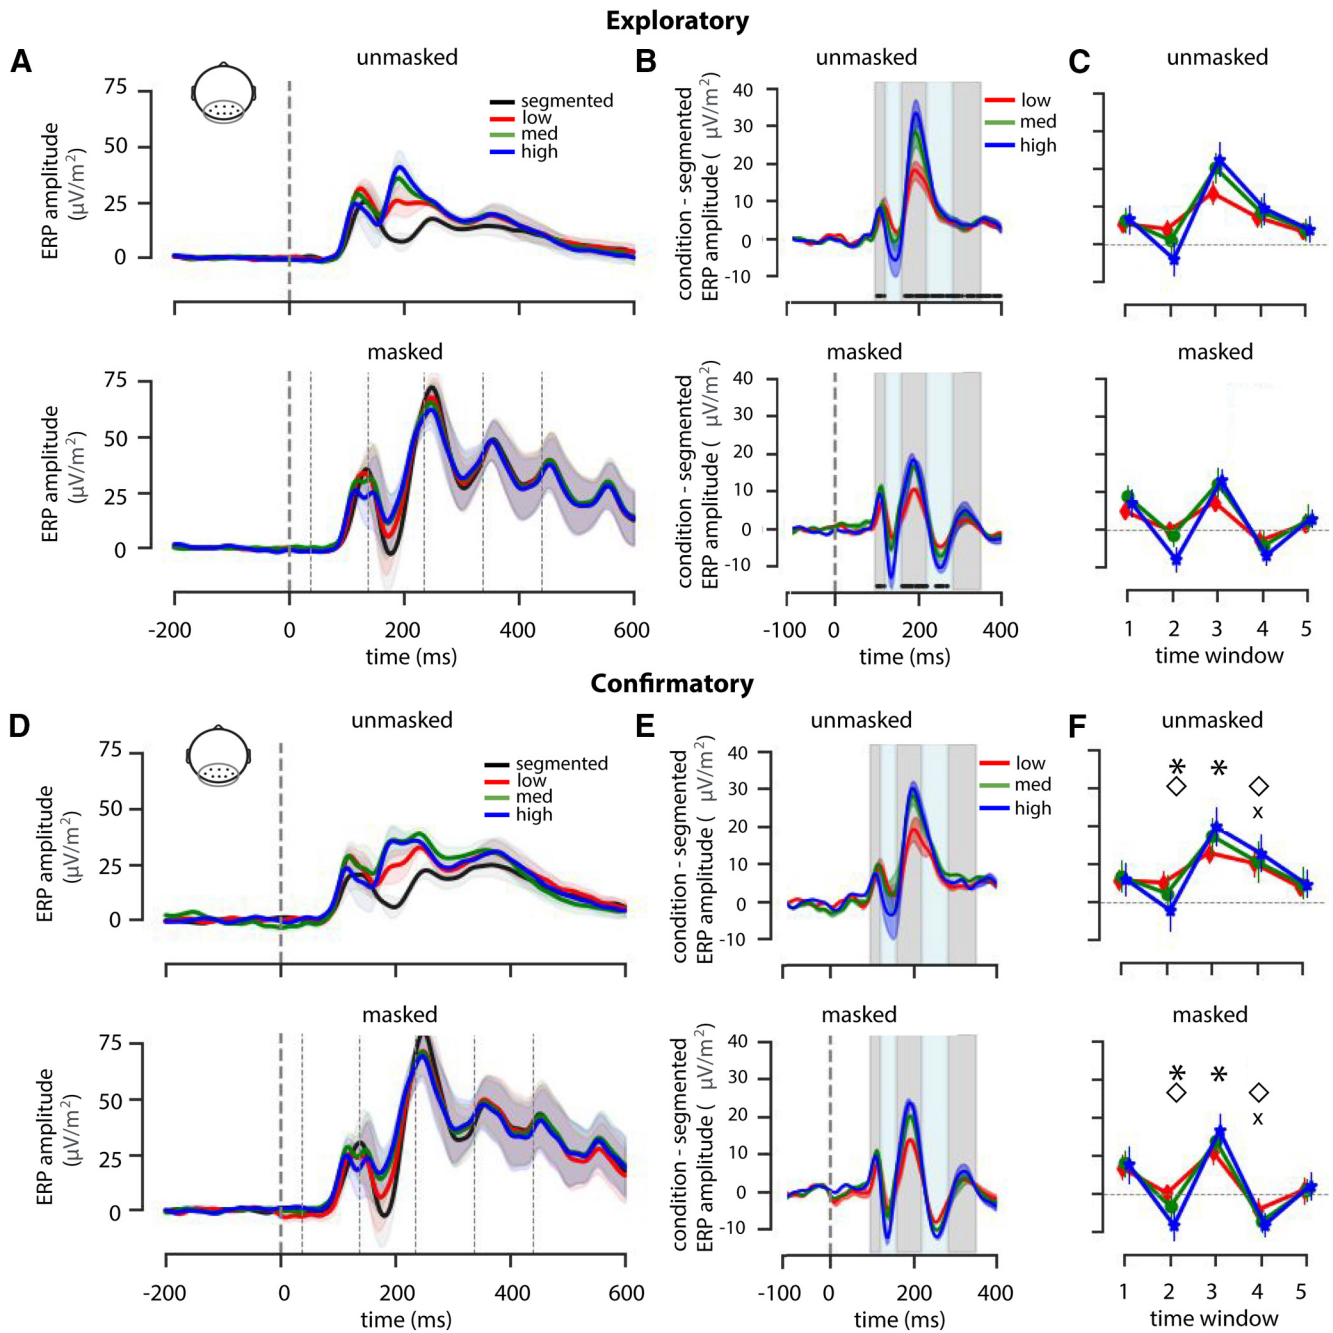 Exploratory
A
unmasked
75
50
25
0
ERP amplitude
(µV/m²)
segmented
low
med
high
masked
75
50
25
0
ERP amplitude
(µV/m²)
-200
0
200
400
600
time (ms)
B
unmasked
40
30
20
10
0
-10
condition - segmented
ERP amplitude ( µV/m²)
low
med
high
masked
40
30
20
10
0
-10
condition - segmented
ERP amplitude ( µV/m²)
-100
0
200
400
time (ms)
C
unmasked
masked
1
2
3
4
5
time window
Confirmatory
D
unmasked
75
50
25
0
ERP amplitude
(µV/m²)
segmented
low
med
high
masked
75
50
25
0
ERP amplitude
(µV/m²)
-200
0
200
400
600
time (ms)
E
unmasked
40
30
20
10
0
-10
condition - segmented
ERP amplitude ( µV/m²)
low
med
high
masked
40
30
20
10
0
-10
condition - segmented
ERP amplitude ( µV/m²)
-100
0
200
400
time (ms)
F
unmasked
* *
◇ ◇
x
masked
* *
◇ ◇
x
1
2
3
4
5
time window